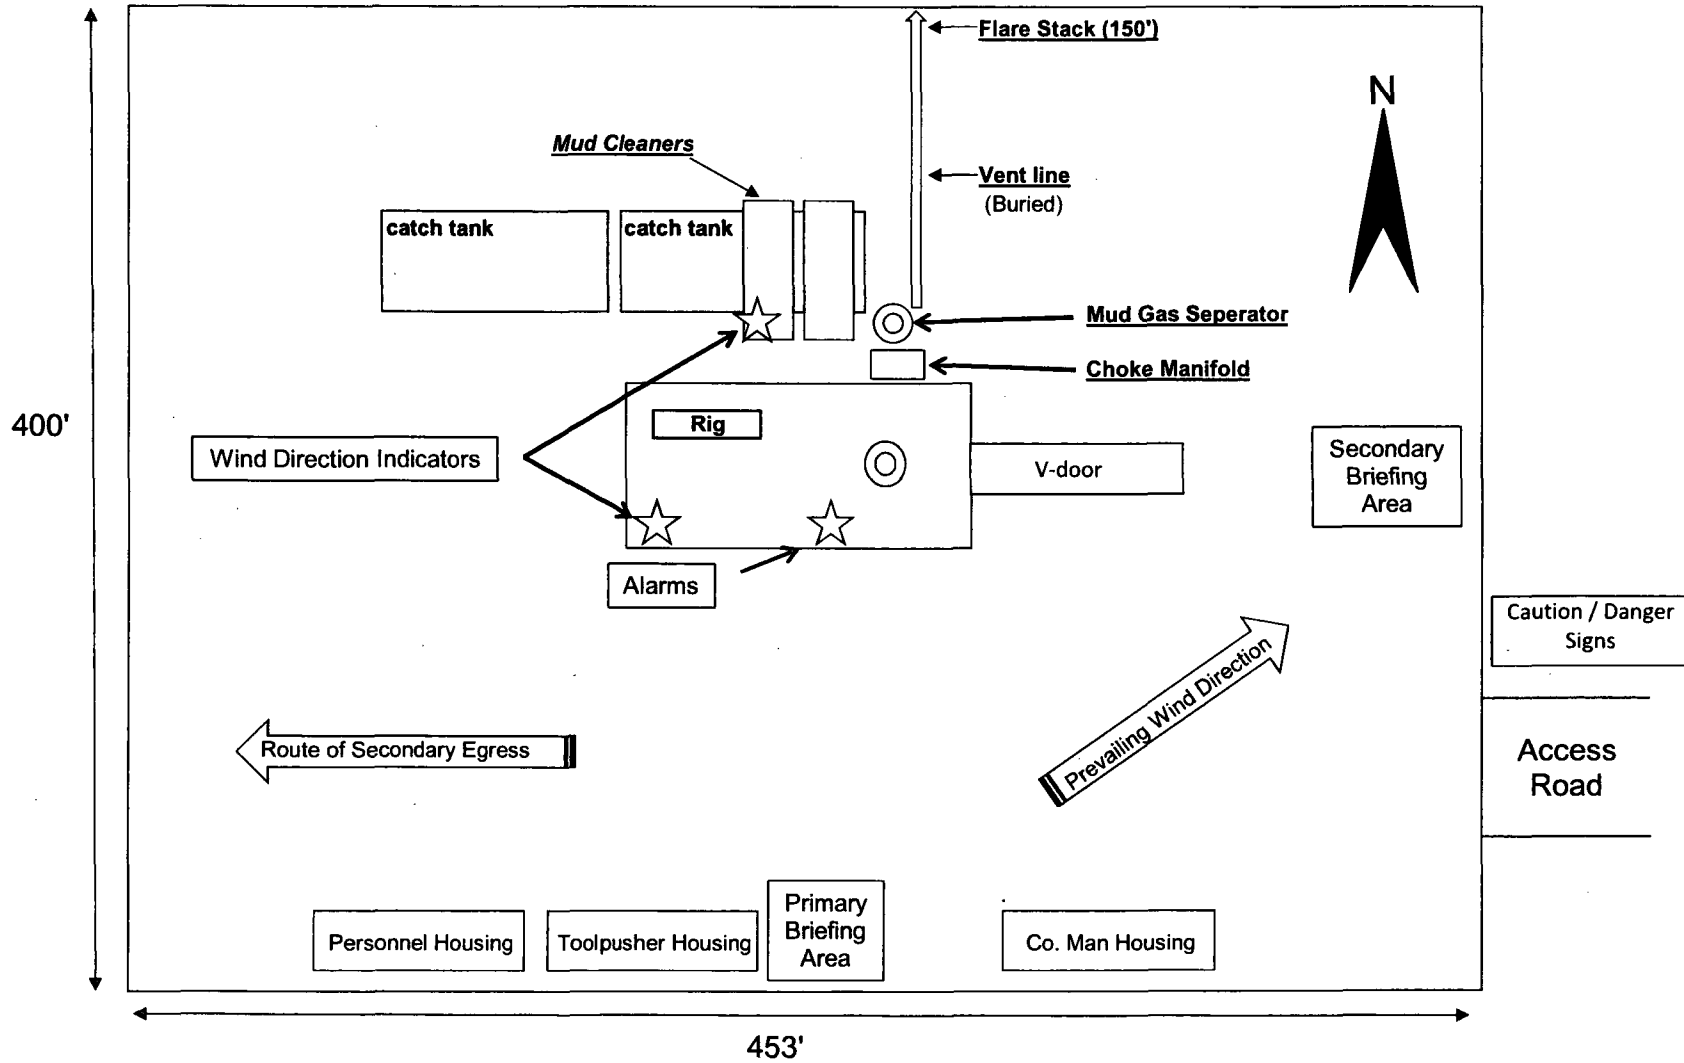 Flare Stack (150')
N
Mud Cleaners
Vent line
(Buried)
catch tank
catch tank
Mud Gas Seperator
Choke Manifold
400'
Rig
Wind Direction Indicators
V-door
Secondary
Briefing
Area
Alarms
Caution / Danger
Signs
Prevailing Wind Direction
Route of Secondary Egress
Access
Road
Primary
Briefing
Area
Personnel Housing
Toolpusher Housing
Co. Man Housing
453'